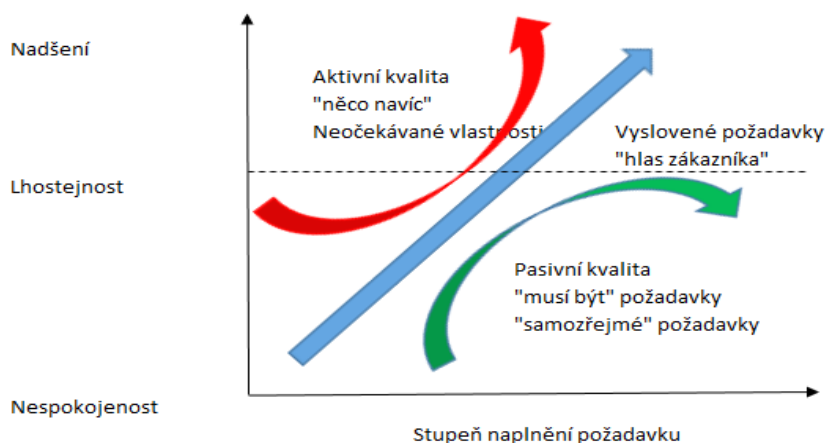 Nadšení
Aktivní kvalita
"něco navíc"
Neočekávané vlastnosti
Vyslovené požadavky
"hlas zákazníka"
Lhostejnost
Pasivní kvalita
"musí být" požadavky
"samozřejmé" požadavky
Nespokojenost
Stupeň naplnění požadavku